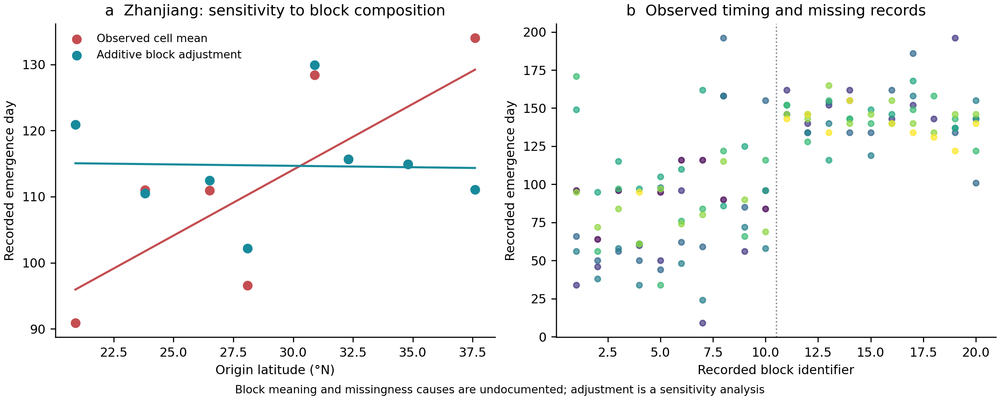 a  Zhanjiang: sensitivity to block composition
Observed cell mean
Additive block adjustment
Recorded emergence day
130
120
110
100
90
22.5 25.0 27.5 30.0 32.5 35.0 37.5
Origin latitude (°N)
b  Observed timing and missing records
Recorded emergence day
200
175
150
125
100
75
50
25
0
2.5 5.0 7.5 10.0 12.5 15.0 17.5 20.0
Recorded block identifier
Block meaning and missingness causes are undocumented; adjustment is a sensitivity analysis